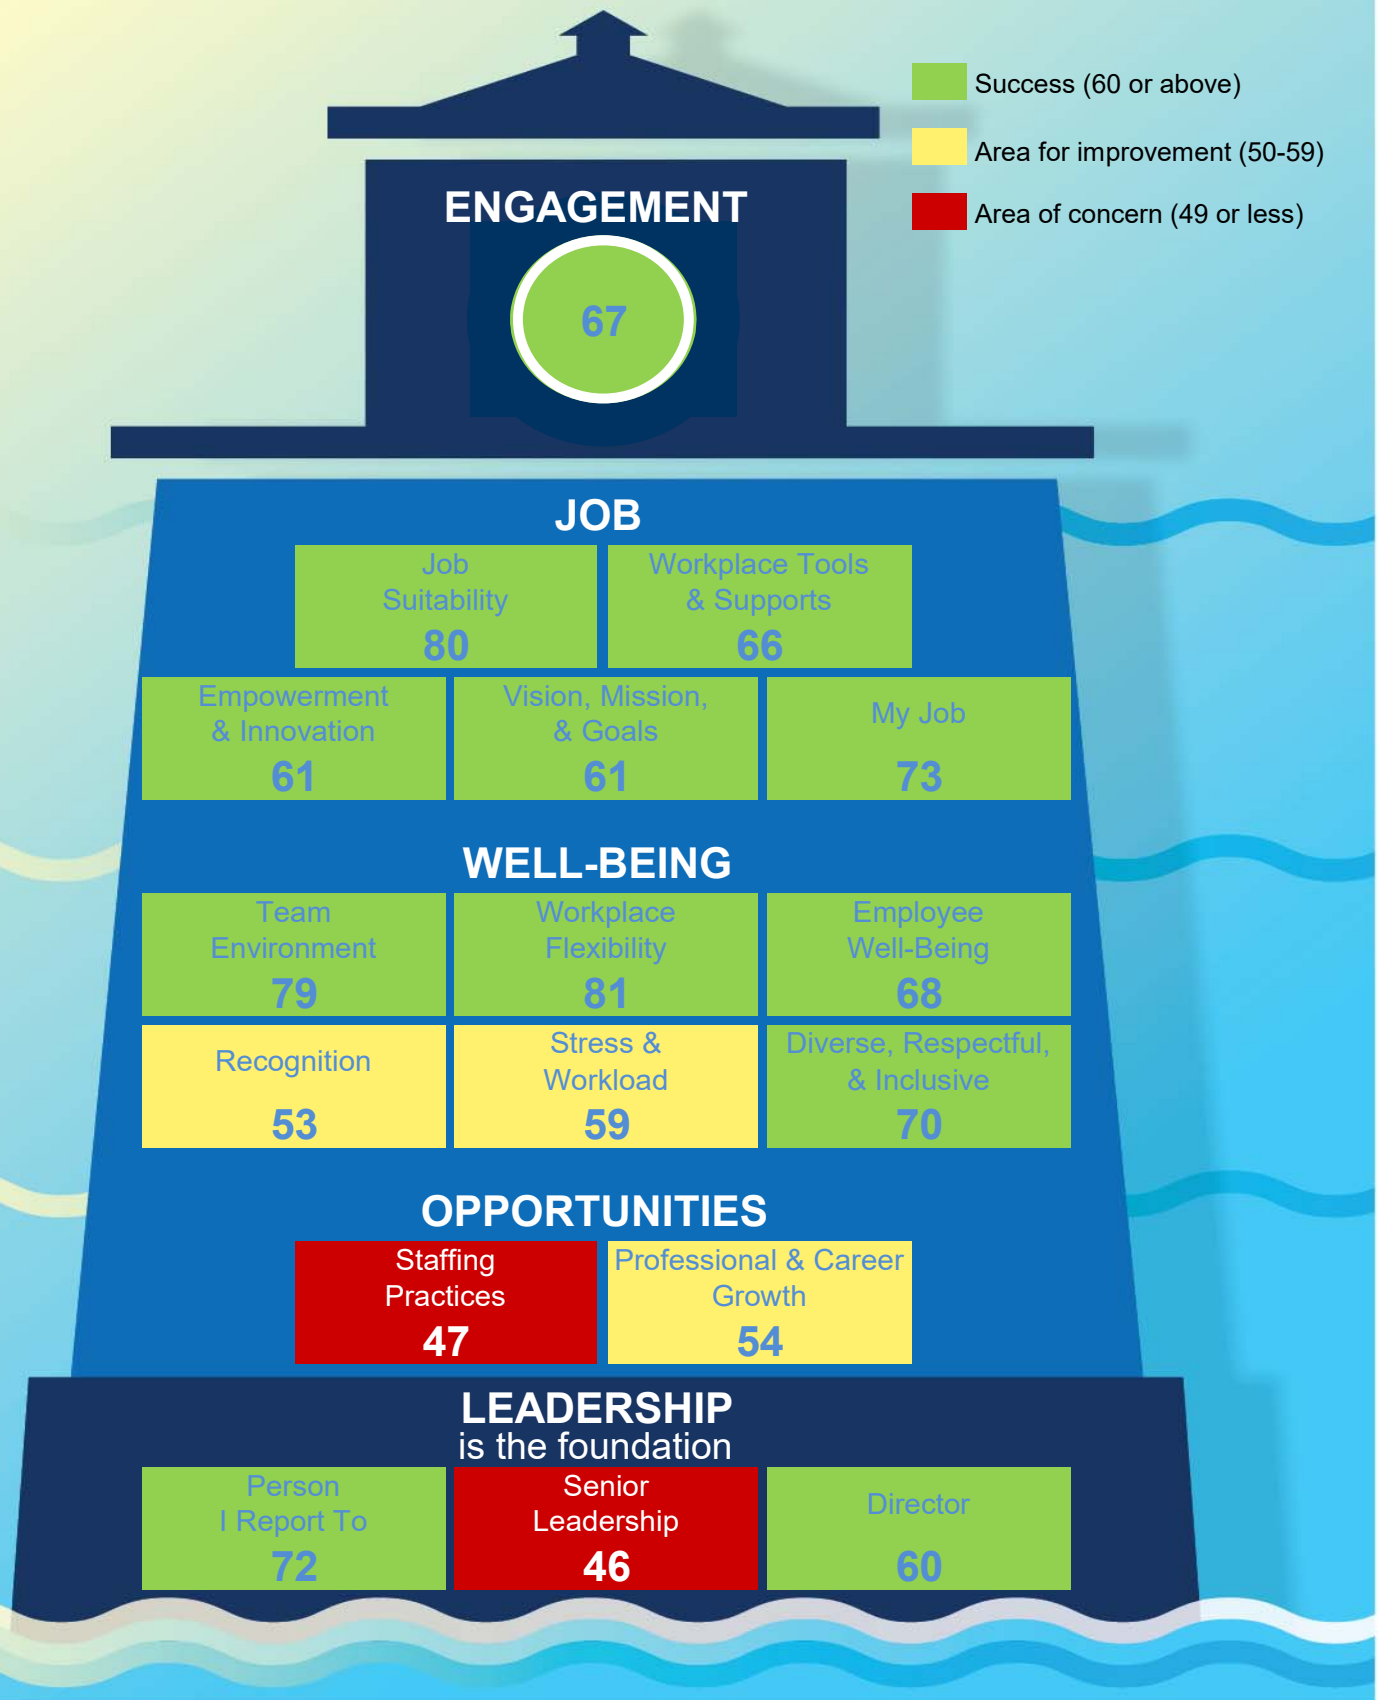 Success (60 or above)
Area for improvement (50-59)
Area of concern (49 or less)
ENGAGEMENT
67
JOB
Job
Suitability
80
Workplace Tools
& Supports
66
Empowerment
& Innovation
61
Vision, Mission,
& Goals
61
My Job
73
WELL-BEING
Team
Environment
79
Workplace
Flexibility
81
Employee
Well-Being
68
Recognition
53
Stress &
Workload
59
Diverse, Respectful,
& Inclusive
70
OPPORTUNITIES
Staffing
Practices
47
Professional & Career
Growth
54
LEADERSHIP
is the foundation
Person
I Report To
72
Senior
Leadership
46
Director
60